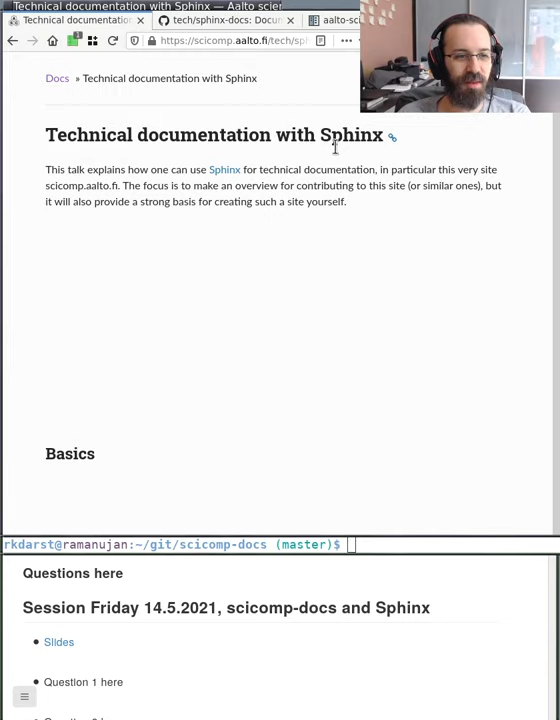 Technical documentation with Sphinx — Aalto scien
Technical documentation
tech/sphinx-docs: Docur
aalto-sci
https://scicomp.aalto.fi/tech/sp
Docs » Technical documentation with Sphinx
Technical documentation with Sphinx
This talk explains how one can use Sphinx for technical documentation, in particular this very site
scicomp.aalto.fi. The focus is to make an overview for contributing to this site (or similar ones), but
it will also provide a strong basis for creating such a site yourself.
Basics
rkdarst@ramanujan:~/git/scicomp-docs (master)$
Questions here
Session Friday 14.5.2021, scicomp-docs and Sphinx
Slides
Question 1 here